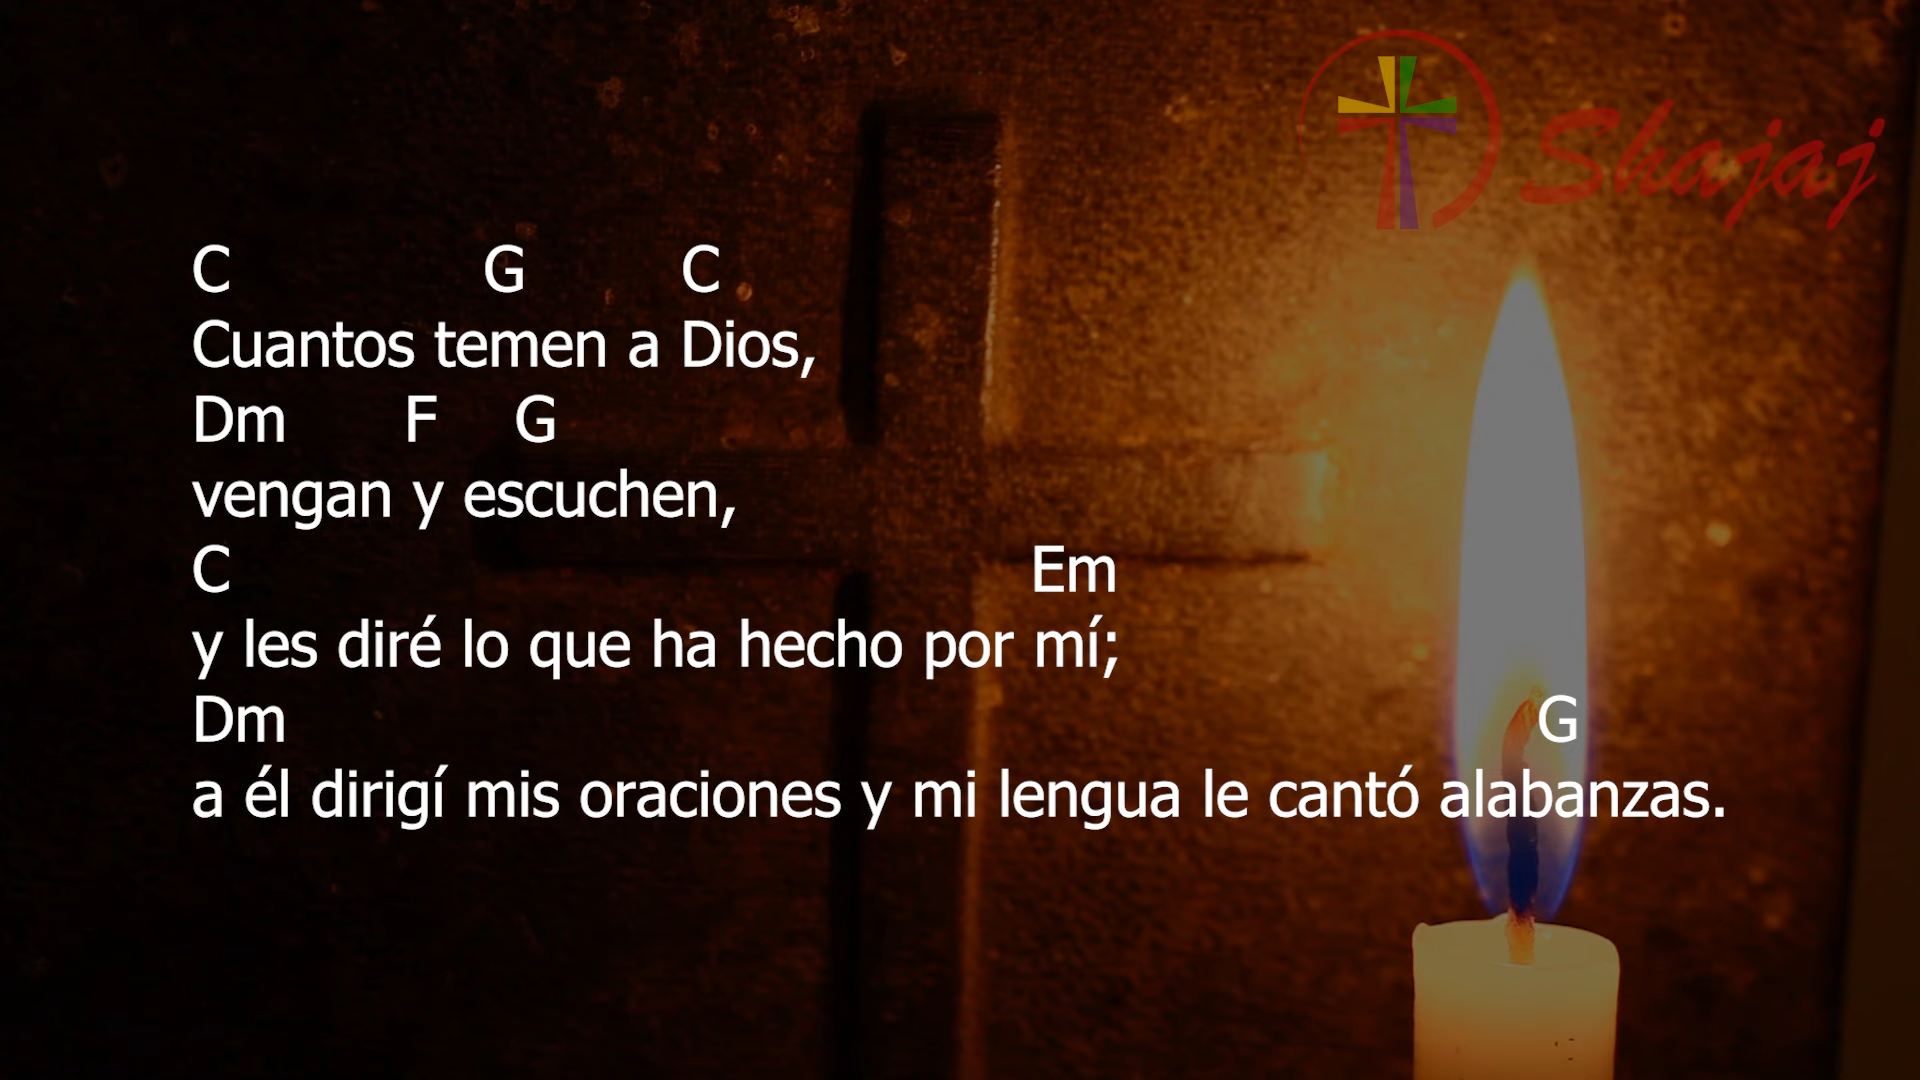 Shajaj
C G C
Cuantos temen a Dios,
Dm F G
vengan y escuchen,
C Em
y les diré lo que ha hecho por mí;
Dm G
a él dirigí mis oraciones y mi lengua le cantó alabanzas.